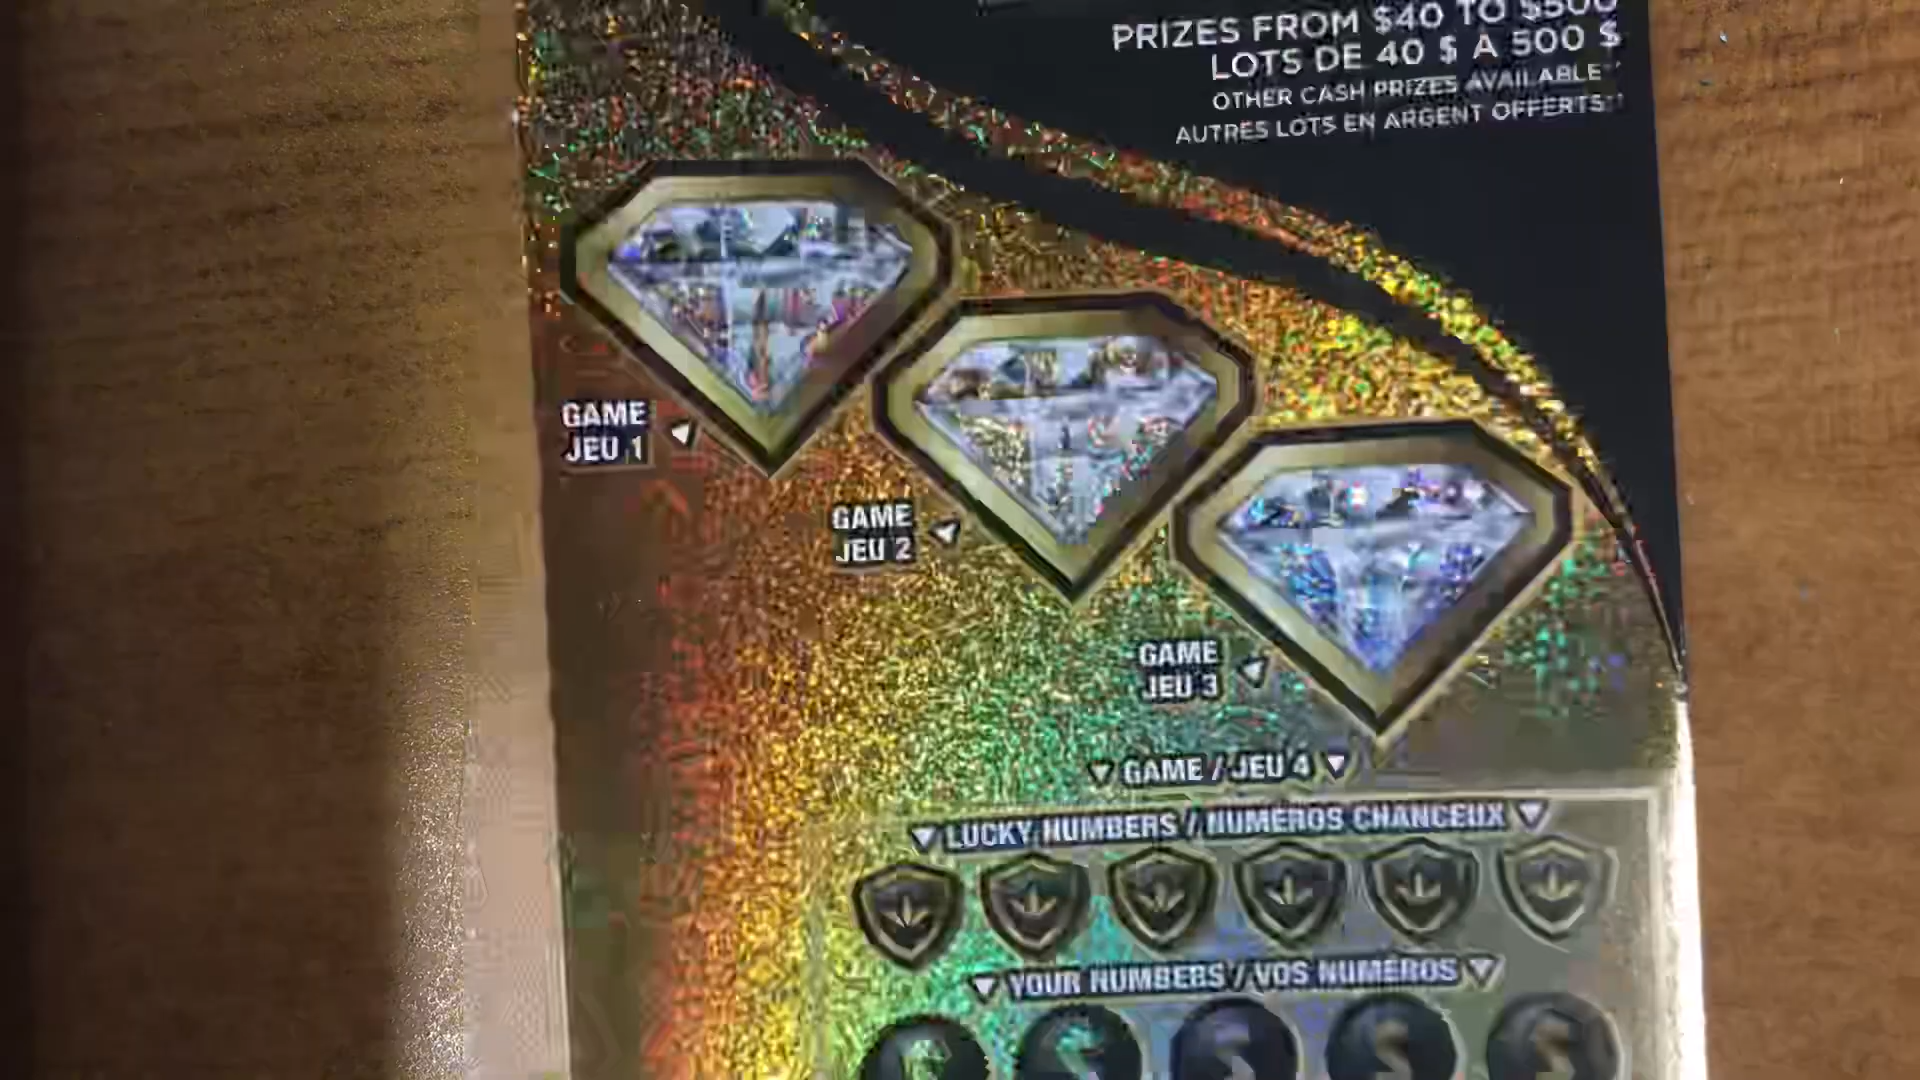 PRIZES FROM $40 TO $500
LOTS DE 40 $ À 500 $
OTHER CASH PRIZES AVAILABLE**
AUTRES LOTS EN ARGENT OFFERTS**
GAME
JEU 1
GAME
JEU 2
GAME
JEU 3
GAME / JEU 4
LUCKY NUMBERS / NUMÉROS CHANCEUX
YOUR NUMBERS / VOS NUMÉROS